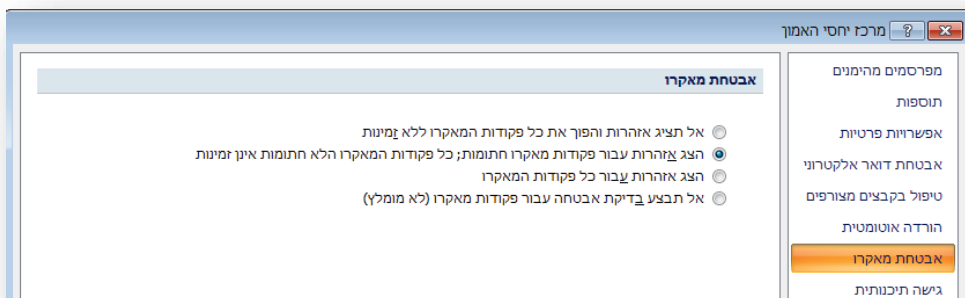 מרכז יחסי האמון
מפרסמים מהימנים
תוספות
אפשרויות פרטיות
אבטחת דואר אלקטרוני
טיפול בקבצים מצורפים
הורדה אוטומטית
אבטחת מאקרו
גישה תיכנותית
אבטחת מאקרו
אל תציג אזהרות והפוך את כל פקודות המאקרו ללא זמינות
הצג אזהרות עבור פקודות מאקרו חתומות; כל פקודות המאקרו הלא חתומות אינן זמינות
הצג אזהרות עבור כל פקודות המאקרו
אל תבצע בדיקת אבטחה עבור פקודות מאקרו (לא מומלץ)